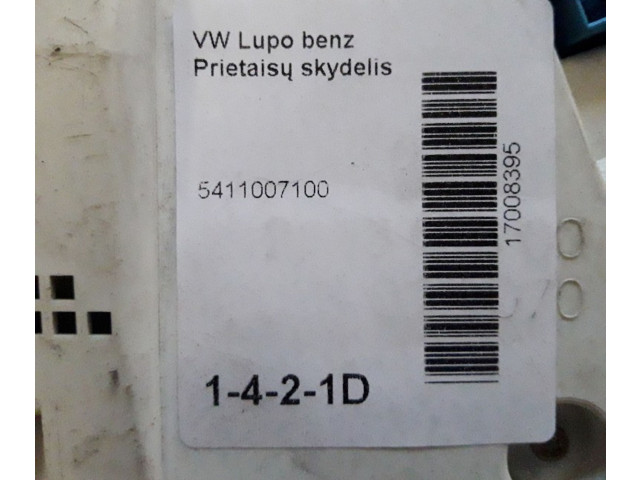 VW Lupo benz
Prietaisų skydelis
5411007100
17008395
1-4-2-1D